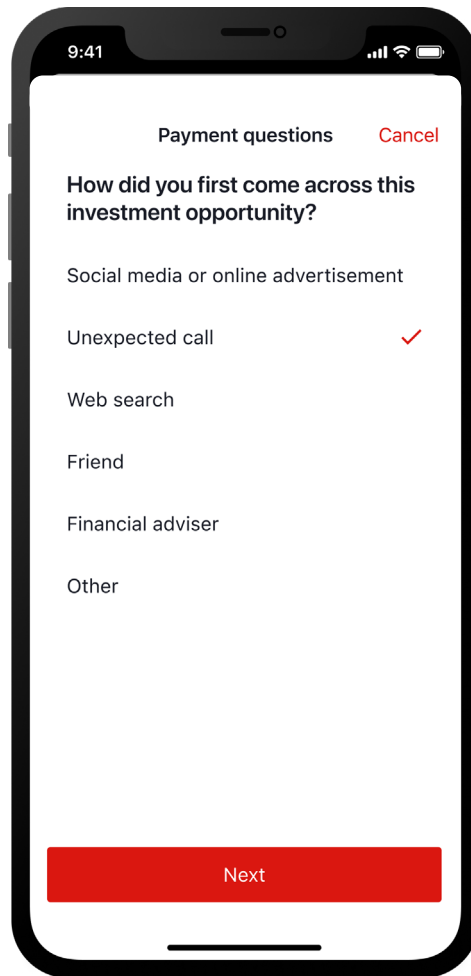 9:41
Payment questions Cancel
How did you first come across this
investment opportunity?
Social media or online advertisement
Unexpected call
Web search
Friend
Financial adviser
Other
Next